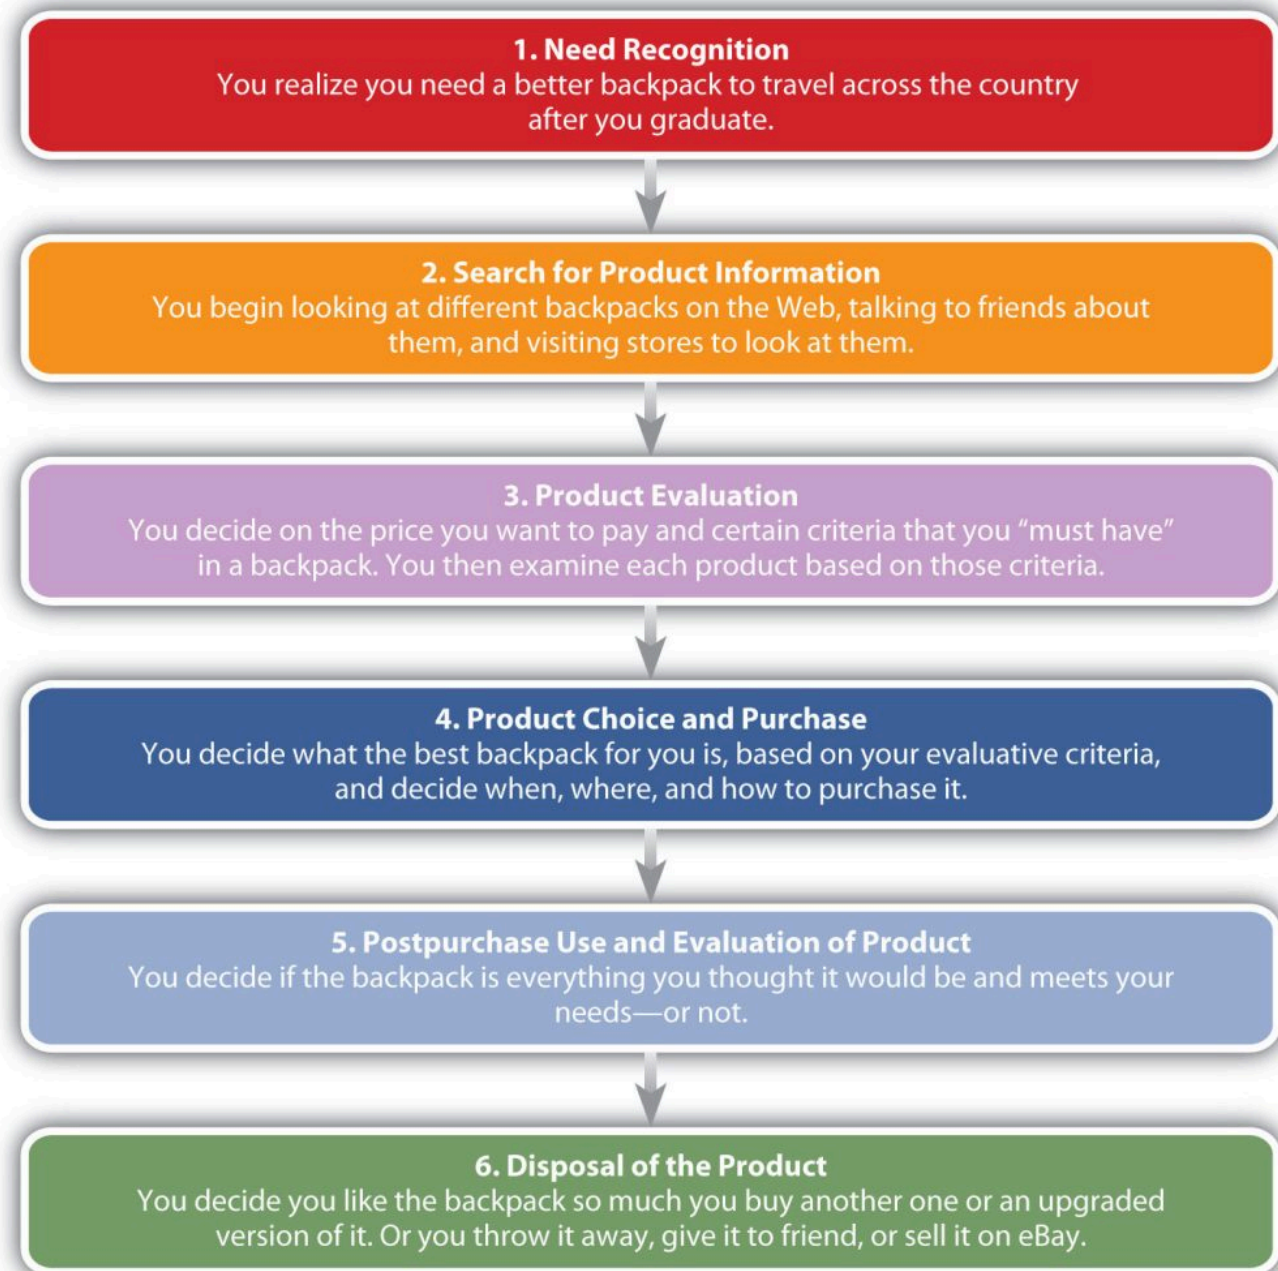 1. Need Recognition
You realize you need a better backpack to travel across the country
after you graduate.
2. Search for Product Information
You begin looking at different backpacks on the Web, talking to friends about
them, and visiting stores to look at them.
3. Product Evaluation
You decide on the price you want to pay and certain criteria that you “must have”
in a backpack. You then examine each product based on those criteria.
4. Product Choice and Purchase
You decide what the best backpack for you is, based on your evaluative criteria,
and decide when, where, and how to purchase it.
5. Postpurchase Use and Evaluation of Product
You decide if the backpack is everything you thought it would be and meets your
needs—or not.
6. Disposal of the Product
You decide you like the backpack so much you buy another one or an upgraded
version of it. Or you throw it away, give it to friend, or sell it on eBay.